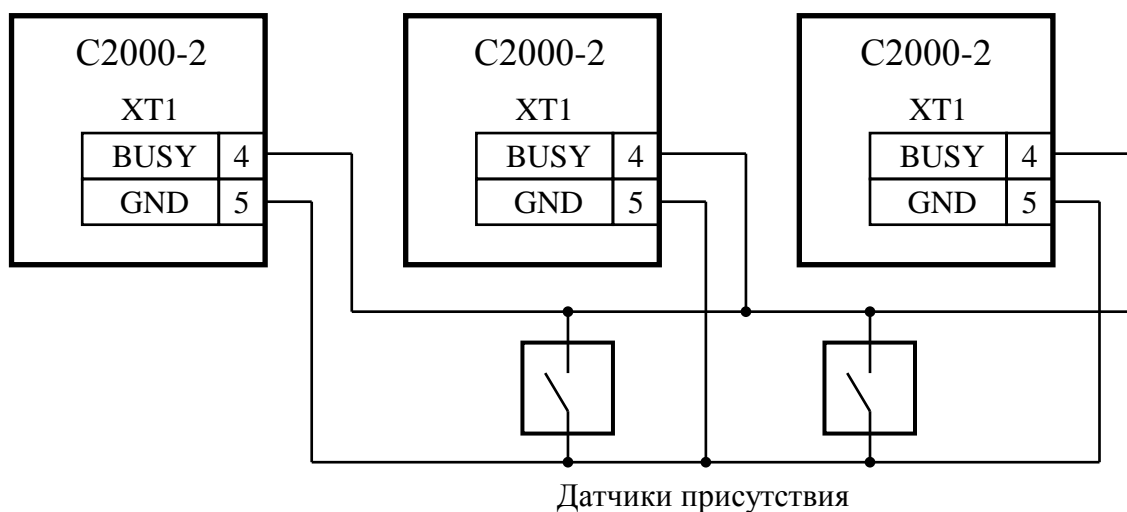 С2000-2 С2000-2 С2000-2
XT1 XT1 XT1
BUSY 4 BUSY 4 BUSY 4
GND 5 GND 5 GND 5
Датчики присутствия